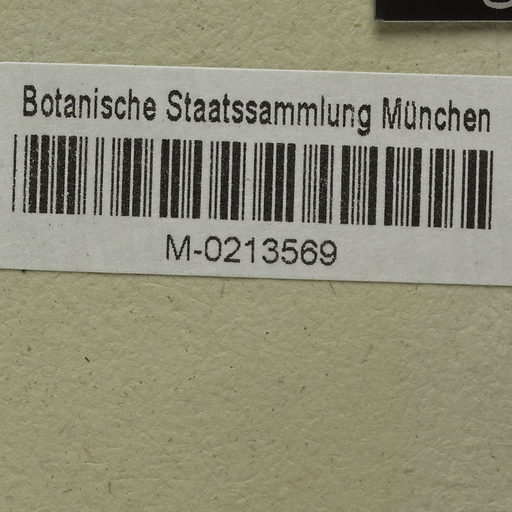 Botanische Staatssammlung München
M-0213569